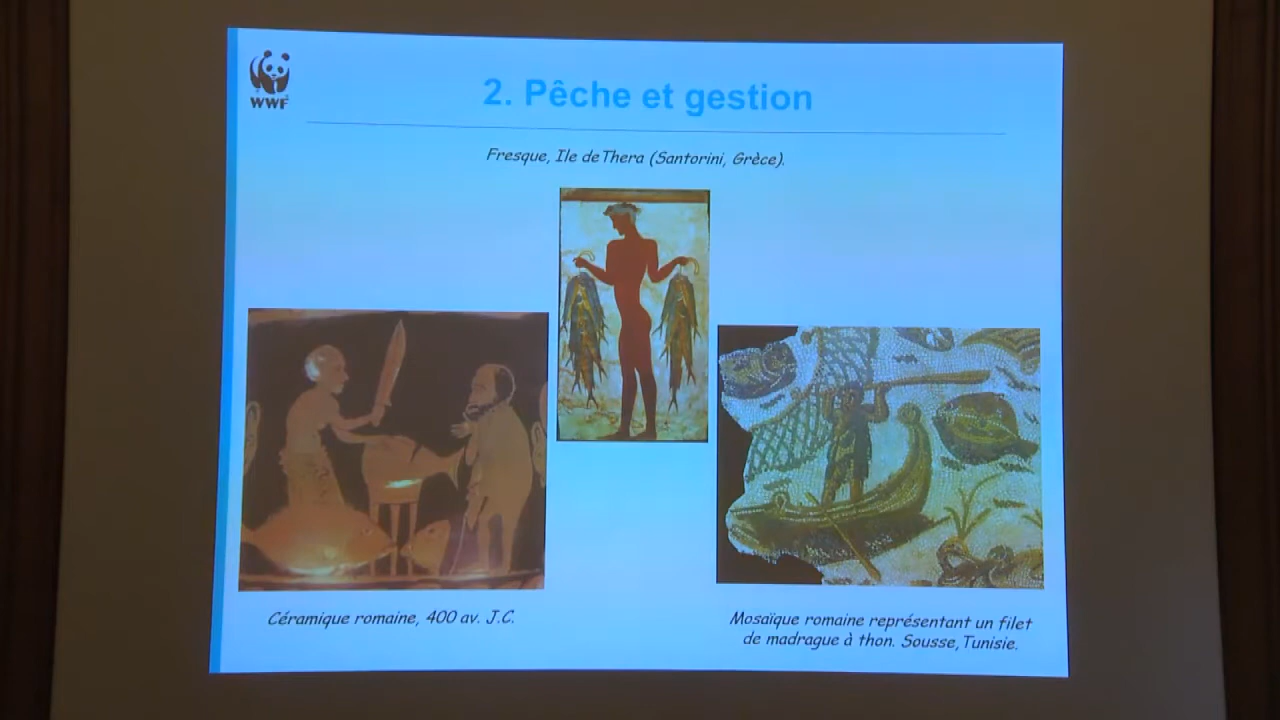 WWF
2. Pêche et gestion
Fresque, Ile de Thera (Santorini, Grèce).
Céramique romaine, 400 av. J.C.
Mosaïque romaine représentant un filet
de madrague à thon. Sousse, Tunisie.